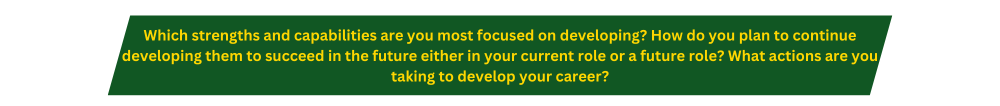 Which strengths and capabilities are you most focused on developing? How do you plan to continue
developing them to succeed in the future either in your current role or a future role? What actions are you
taking to develop your career?